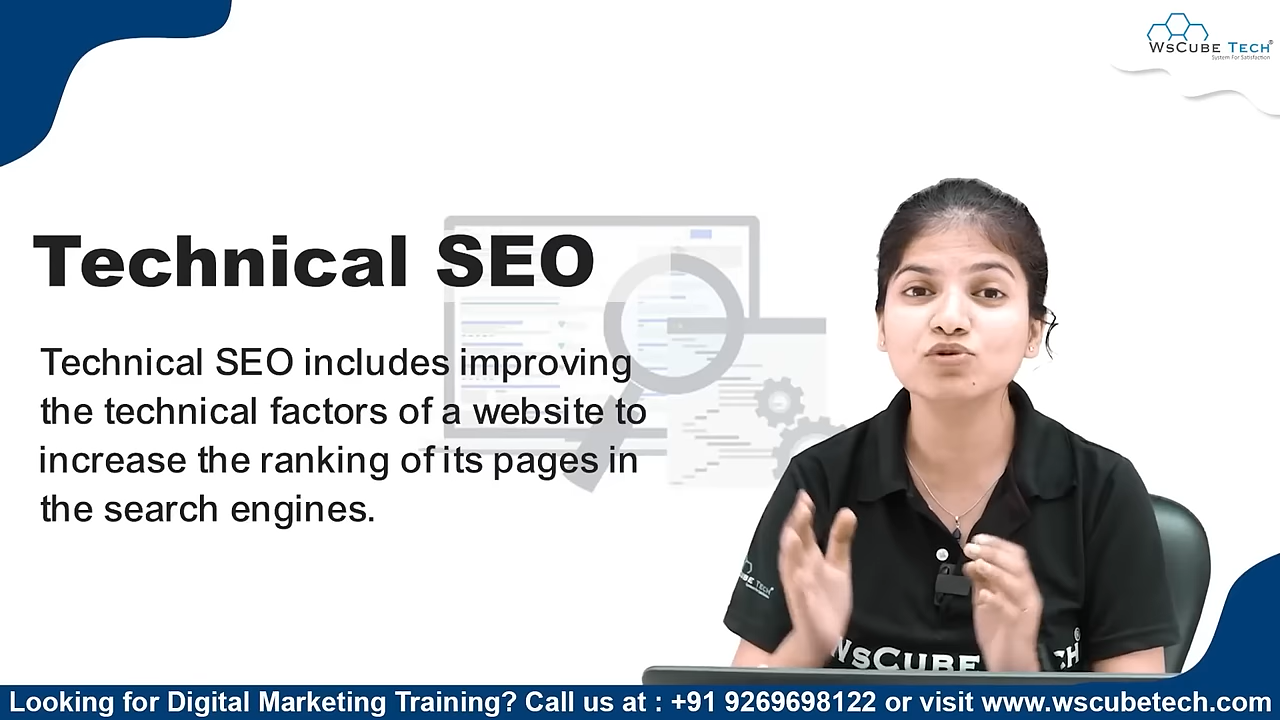 WsCube Tech®
System For Satisfaction
Technical SEO
Technical SEO includes improving
the technical factors of a website to
increase the ranking of its pages in
the search engines.
WsCube Tech®
Looking for Digital Marketing Training? Call us at : +91 9269698122 or visit www.wscubetech.com